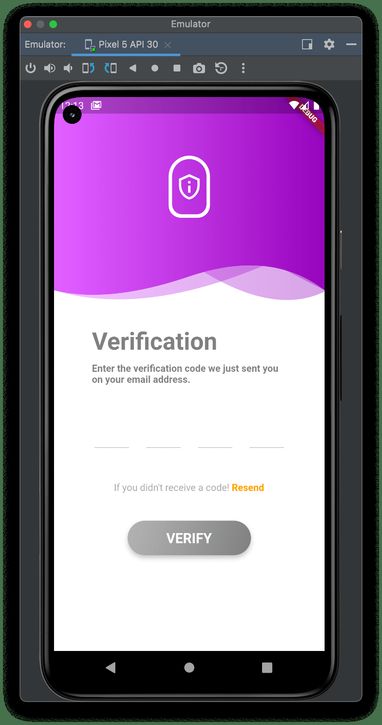 Emulator
Emulator:
Pixel 5 API 30
12:13
DEBUG
Verification
Enter the verification code we just sent you
on your email address.
If you didn't receive a code! Resend
VERIFY